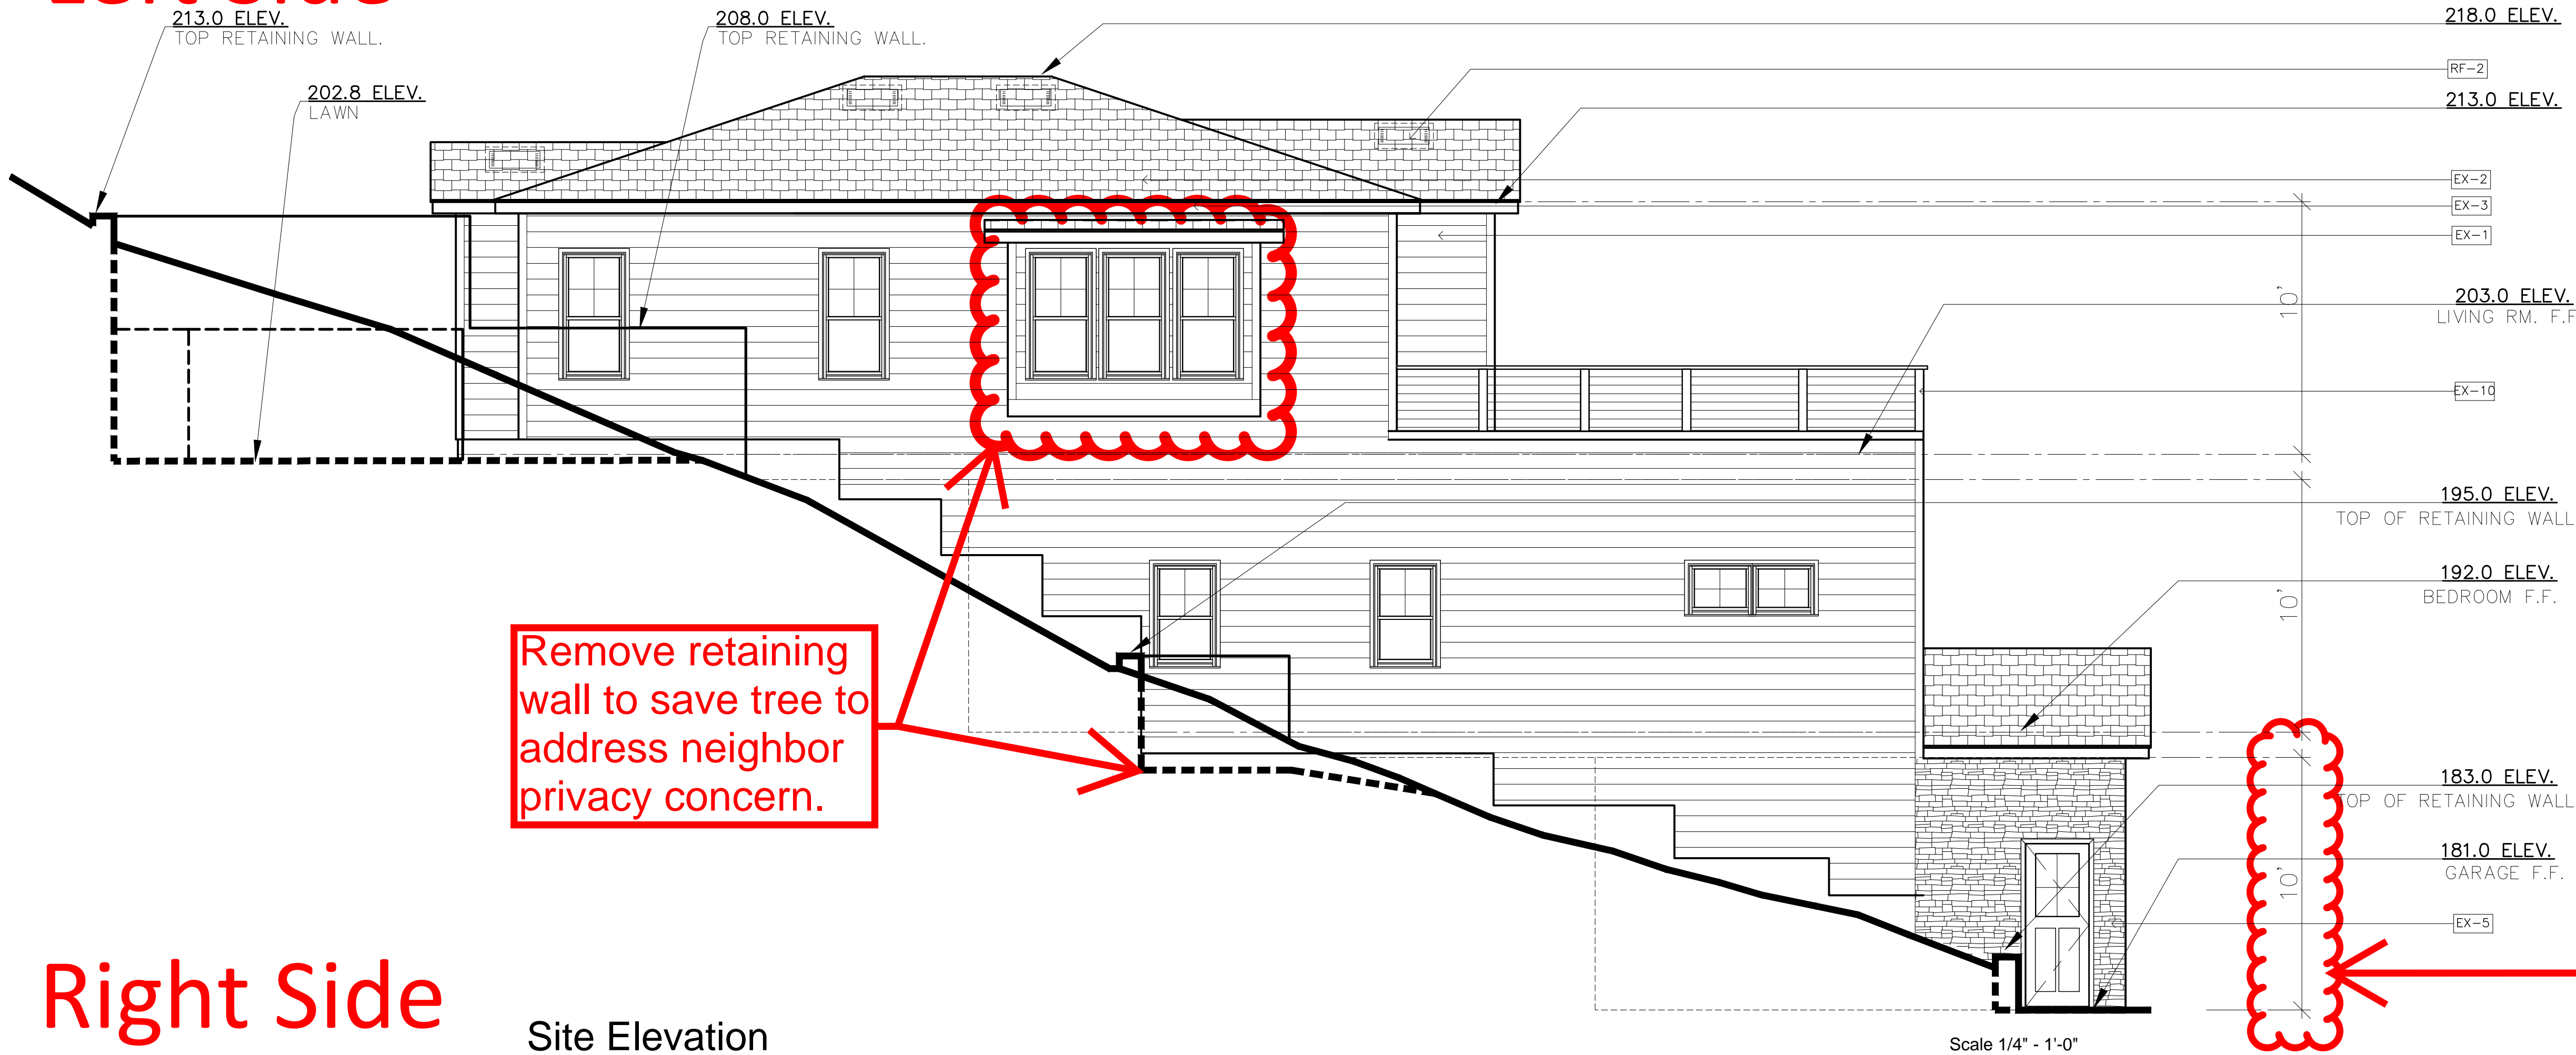 Left Side
213.0 ELEV.
TOP RETAINING WALL.
208.0 ELEV.
TOP RETAINING WALL.
218.0 ELEV.
202.8 ELEV.
LAWN
RF-2
213.0 ELEV.
EX-2
EX-3
EX-1
10'
203.0 ELEV.
LIVING RM. F.F
EX-10
195.0 ELEV.
TOP OF RETAINING WALL
192.0 ELEV.
BEDROOM F.F.
10'
Remove retaining
wall to save tree to
address neighbor
privacy concern.
183.0 ELEV.
TOP OF RETAINING WALL
181.0 ELEV.
GARAGE F.F.
10'
EX-5
Right Side
Site Elevation
Scale 1/4" - 1'-0"